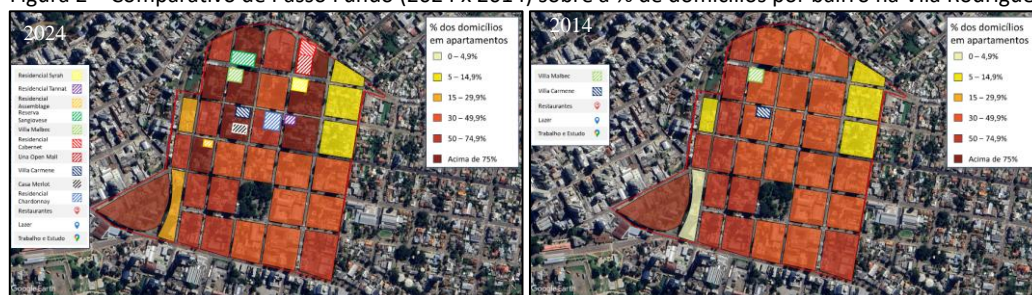 Figura 2 – Comparativo de Passo Fundo (2024 x 2014) sobre a % de domicílios por bairro na Vila Rodrigue
2024
Residencial Syrah
Residencial Tannat
Residencial
Assemblage
Reserva
Sangiovese
Villa Malbec
Residencial
Cabernet
Una Open Mall
Villa Carmene
Casa Merlot
Residencial
Chardonnay
Restaurantes
Lazer
Trabalho e Estudo
% dos domicílios
em apartamentos
0 – 4,9%
5 – 14,9%
15 – 29,9%
30 – 49,9%
50 – 74,9%
Acima de 75%
Google Earth
2014
Villa Malbec
Villa Carmene
Restaurantes
Lazer
Trabalho e Estudo
% dos domicílios
em apartamentos
0 – 4,9%
5 – 14,9%
15 – 29,9%
30 – 49,9%
50 – 74,9%
Acima de 75%
Google Earth